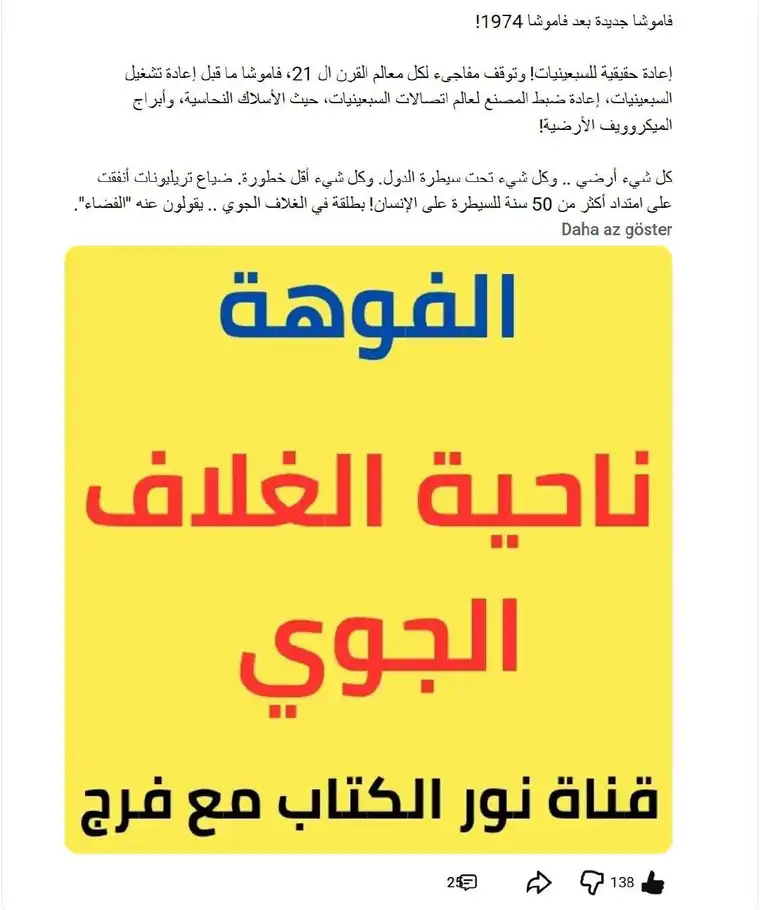 فاموشا جديدة بعد فاموشا 1974!
إعادة حقيقية للسبعينيات! وتوقف مفاجىء لكل معالم القرن ال 21، فاموشا ما قبل إعادة تشغيل
السبعينيات، إعادة ضبط المصنع لعالم اتصالات السبعينيات، حيث الأسلاك النحاسية، وأبراج
الميكروويف الأرضية!
كل شيء أرضي .. وكل شيء تحت سيطرة الدول. وكل شيء أقل خطورة. ضياع تريليونات أنفقت
على امتداد أكثر من 50 سنة للسيطرة على الإنسان! بطلقة في الغلاف الجوي .. يقولون عنه "الفضاء".
Daha az göster
الفوهة
ناحية الغلاف
الجوي
قناة نور الكتاب مع فرج
138
25